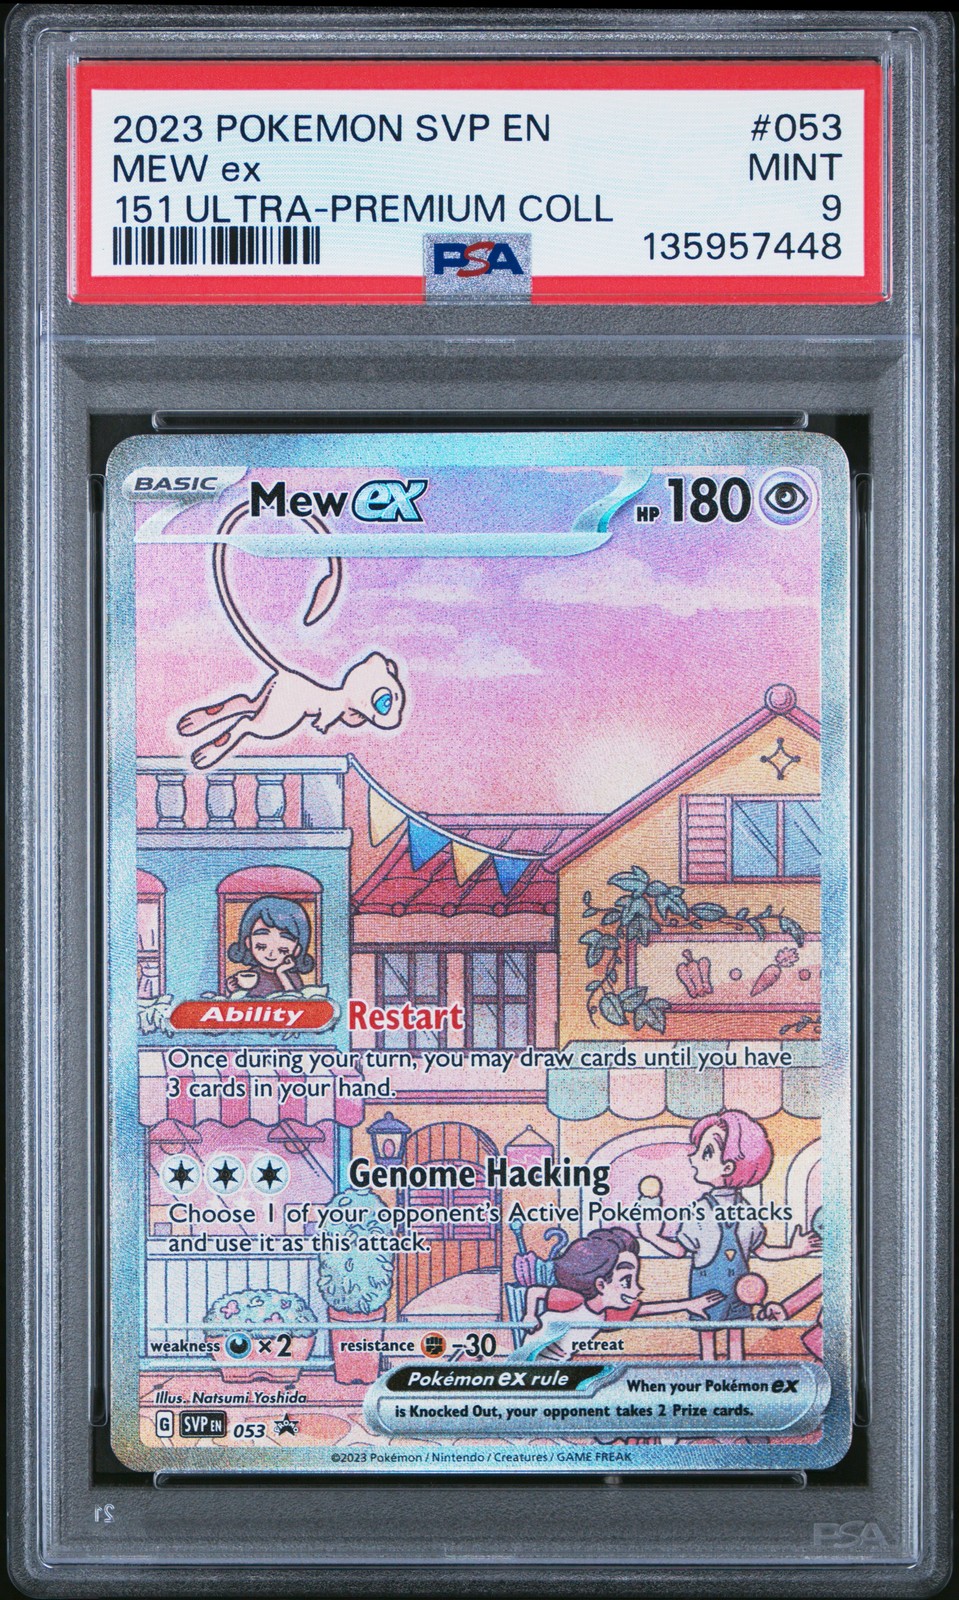 2023 POKEMON SVP EN #053
MEW ex MINT
151 ULTRA-PREMIUM COLL 9
PSA 135957448
BASIC Mew ex HP 180
Ability Restart
Once during your turn, you may draw cards until you have
3 cards in your hand.
Genome Hacking
Choose 1 of your opponent's Active Pokémon's attacks
and use it as this attack.
weakness ×2 resistance -30 retreat
Pokémon ex rule When your Pokémon ex
is Knocked Out, your opponent takes 2 Prize cards.
Illus. Natsumi Yoshida
G SVP EN 053 PROMO
©2023 Pokémon / Nintendo / Creatures / GAME FREAK
21
PSA